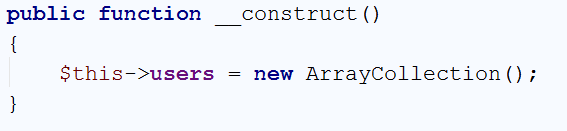 public function __construct()
{
    $this->users = new ArrayCollection();
}